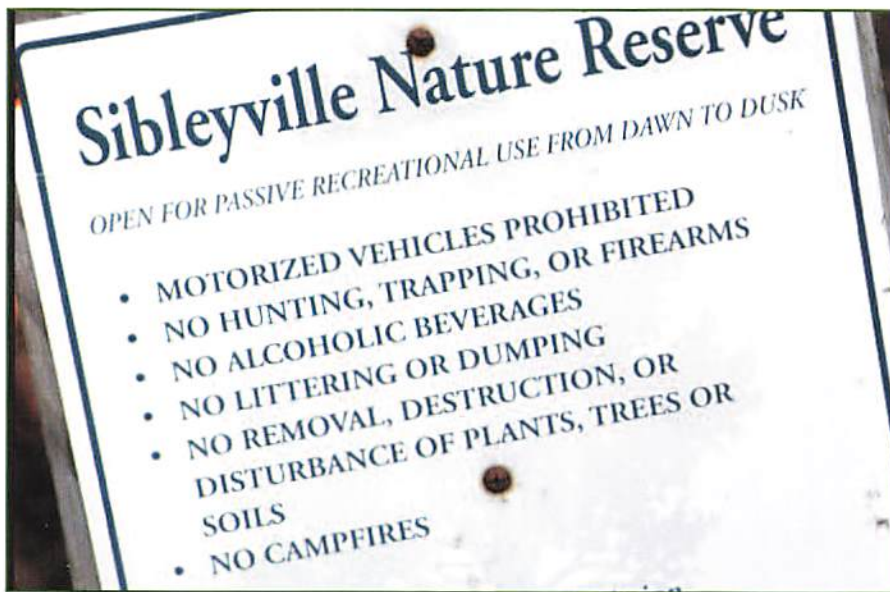 Sibleyville Nature Reserve
OPEN FOR PASSIVE RECREATIONAL USE FROM DAWN TO DUSK
• MOTORIZED VEHICLES PROHIBITED
• NO HUNTING, TRAPPING, OR FIREARMS
• NO ALCOHOLIC BEVERAGES
• NO LITTERING OR DUMPING
• NO REMOVAL, DESTRUCTION, OR
DISTURBANCE OF PLANTS, TREES OR
SOILS
• NO CAMPFIRES